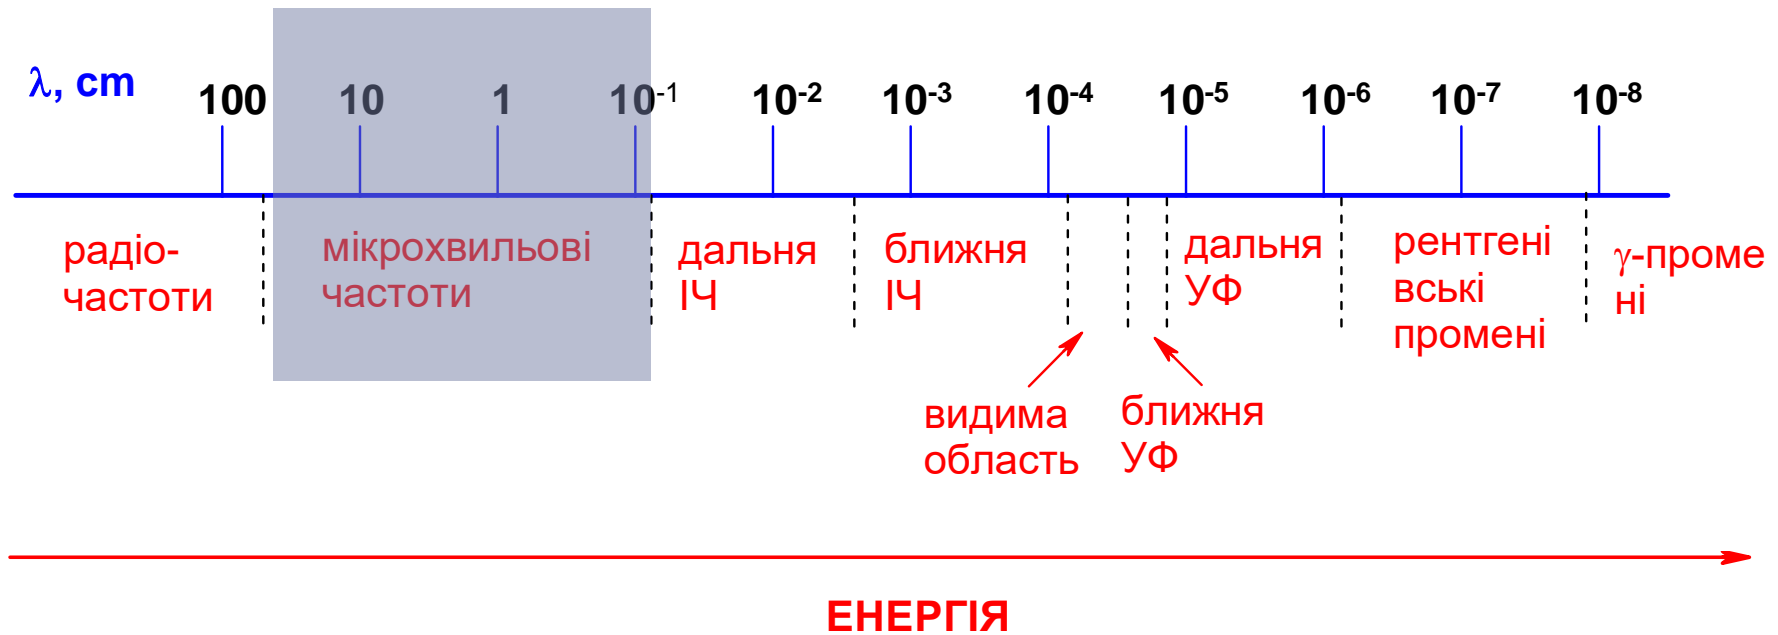 λ, cm 100 10 1 10⁻¹ 10⁻² 10⁻³ 10⁻⁴ 10⁻⁵ 10⁻⁶ 10⁻⁷ 10⁻⁸
радіо-
частоти
мікрохвильові
частоти
дальня
ІЧ
ближня
ІЧ
дальня
УФ
рентгені
вські
промені
γ-проме
ні
видима
область
ближня
УФ
ЕНЕРГІЯ